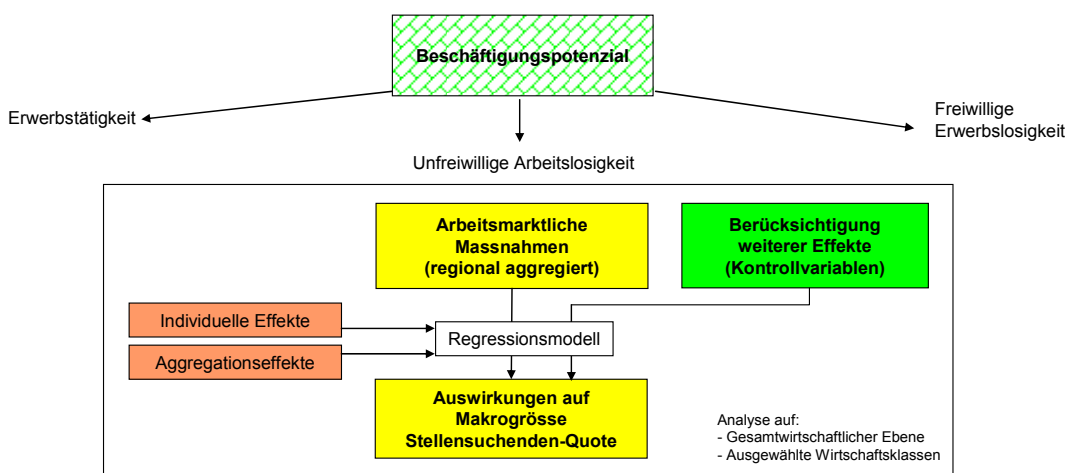 Beschäftigungspotenzial
Erwerbstätigkeit
Freiwillige
Erwerbslosigkeit
Unfreiwillige Arbeitslosigkeit
Arbeitsmarktliche
Massnahmen
(regional aggregiert)
Berücksichtigung
weiterer Effekte
(Kontrollvariablen)
Individuelle Effekte
Regressionsmodell
Aggregationseffekte
Auswirkungen auf
Makrogrösse
Stellensuchenden-Quote
Analyse auf:
- Gesamtwirtschaftlicher Ebene
- Ausgewählte Wirtschaftsklassen